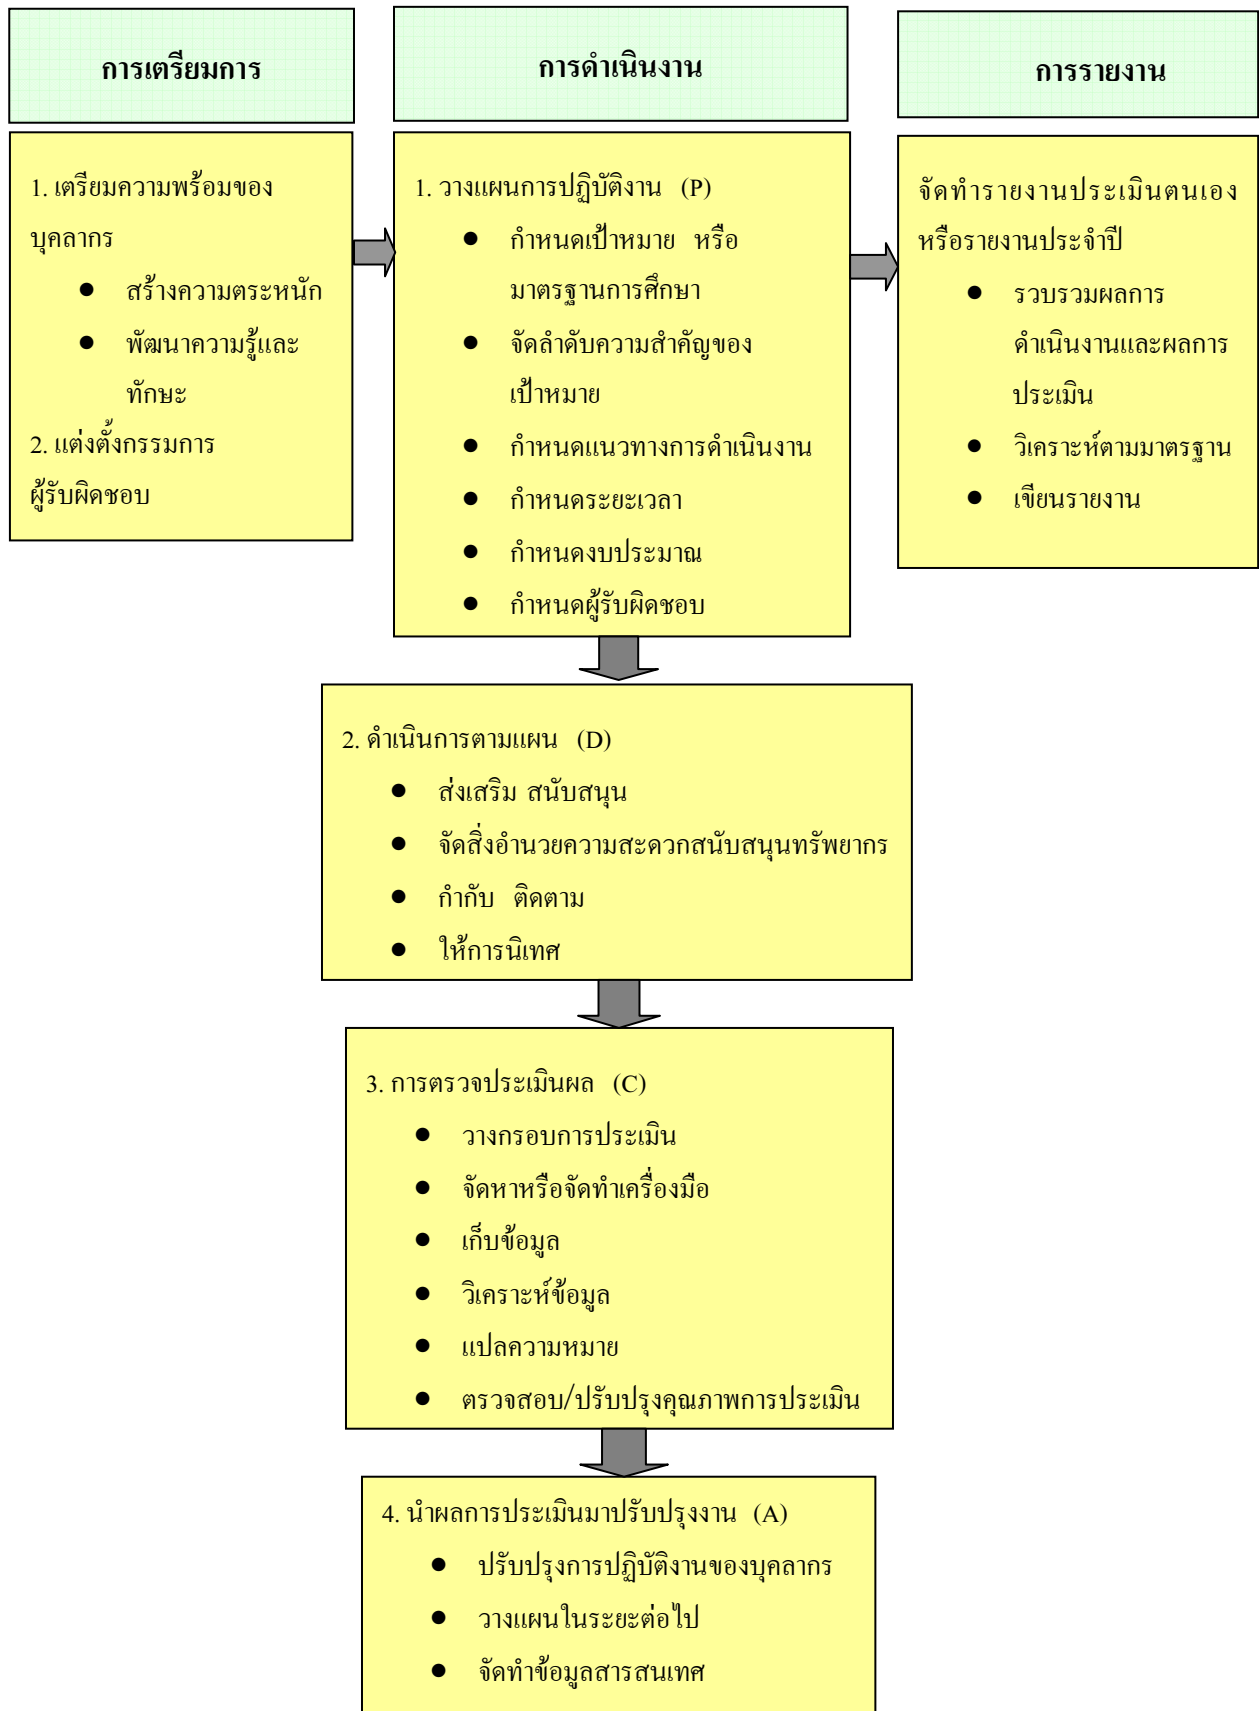 การเตรียมการ
การดำเนินงาน
การรายงาน
1. เตรียมความพร้อมของ
บุคลากร
● สร้างความตระหนัก
● พัฒนาความรู้และ
ทักษะ
2. แต่งตั้งกรรมการ
ผู้รับผิดชอบ
1. วางแผนการปฏิบัติงาน (P)
● กำหนดเป้าหมาย หรือ
มาตรฐานการศึกษา
● จัดลำดับความสำคัญของ
เป้าหมาย
● กำหนดแนวทางการดำเนินงาน
● กำหนดระยะเวลา
● กำหนดงบประมาณ
● กำหนดผู้รับผิดชอบ
จัดทำรายงานประเมินตนเอง
หรือรายงานประจำปี
● รวบรวมผลการ
ดำเนินงานและผลการ
ประเมิน
● วิเคราะห์ตามมาตรฐาน
● เขียนรายงาน
2. ดำเนินการตามแผน (D)
● ส่งเสริม สนับสนุน
● จัดสิ่งอำนวยความสะดวกสนับสนุนทรัพยากร
● กำกับ ติดตาม
● ให้การนิเทศ
3. การตรวจประเมินผล (C)
● วางกรอบการประเมิน
● จัดหาหรือจัดทำเครื่องมือ
● เก็บข้อมูล
● วิเคราะห์ข้อมูล
● แปลความหมาย
● ตรวจสอบ/ปรับปรุงคุณภาพการประเมิน
4. นำผลการประเมินมาปรับปรุงงาน (A)
● ปรับปรุงการปฏิบัติงานของบุคลากร
● วางแผนในระยะต่อไป
● จัดทำข้อมูลสารสนเทศ